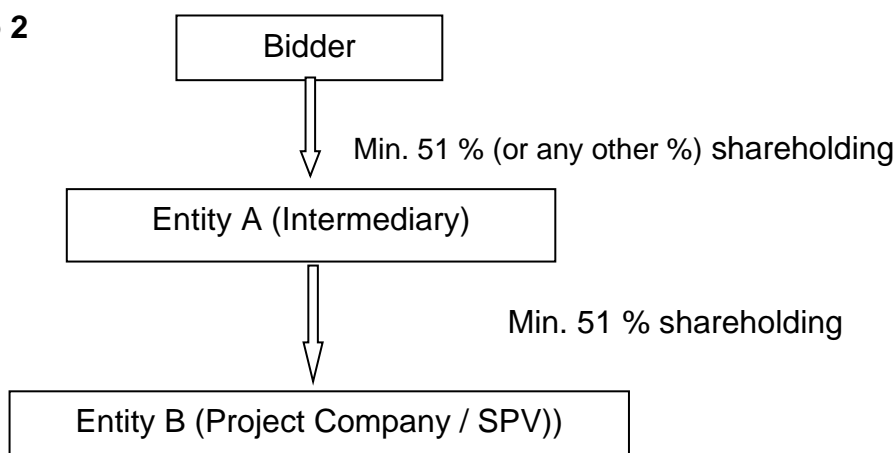 2
Bidder
Min. 51 % (or any other %) shareholding
Entity A (Intermediary)
Min. 51 % shareholding
Entity B (Project Company / SPV))